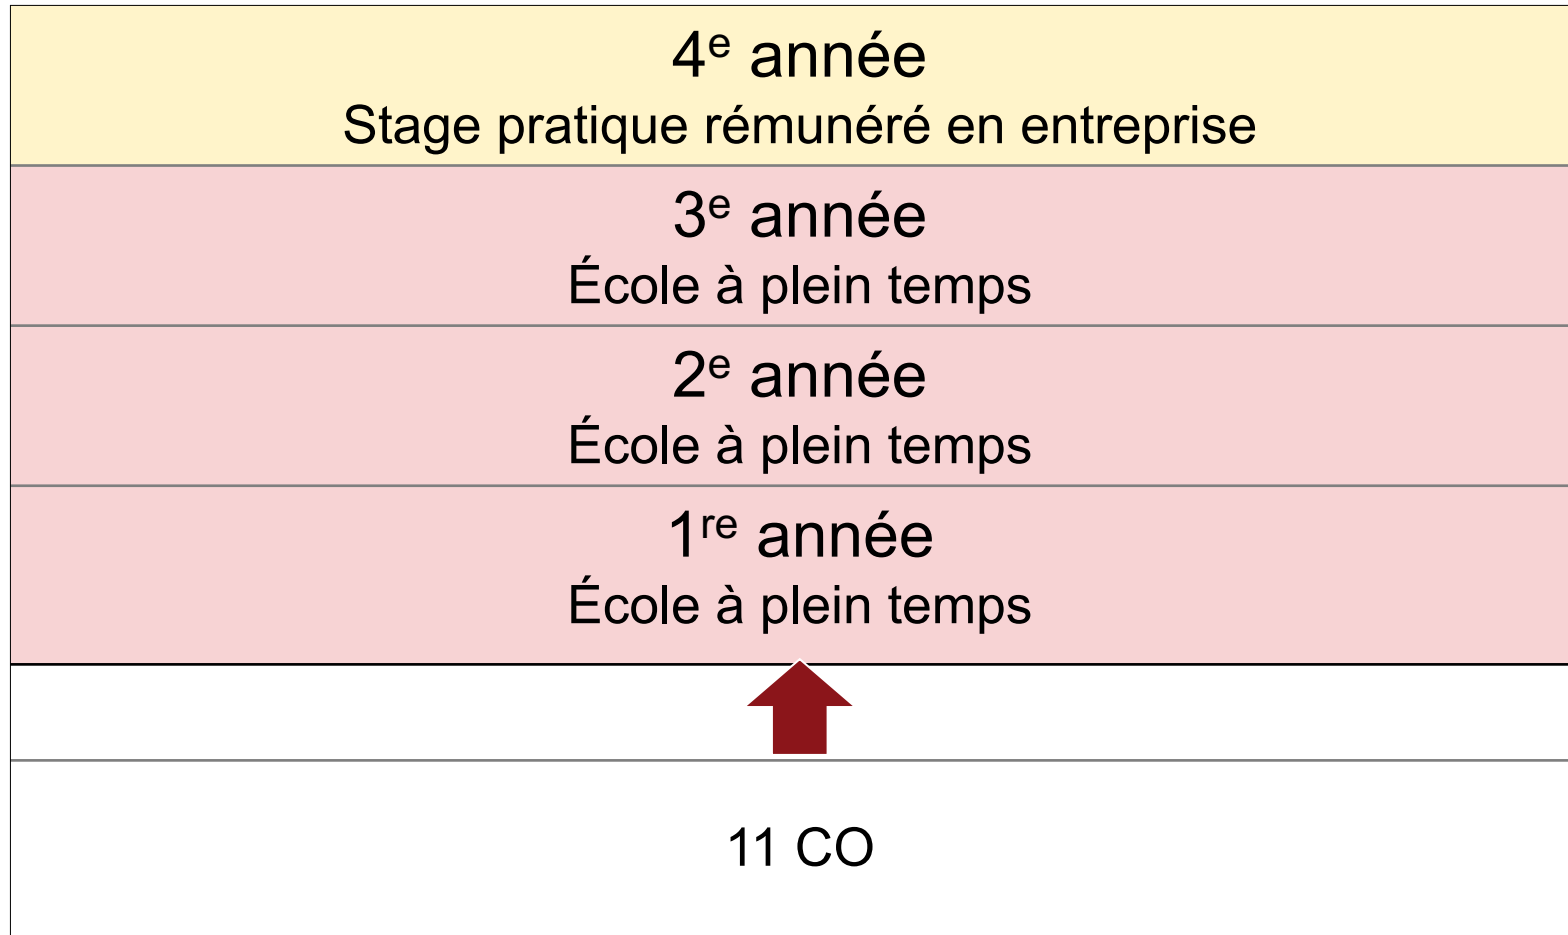 4e année
Stage pratique rémunéré en entreprise
3e année
École à plein temps
2e année
École à plein temps
1re année
École à plein temps
11 CO